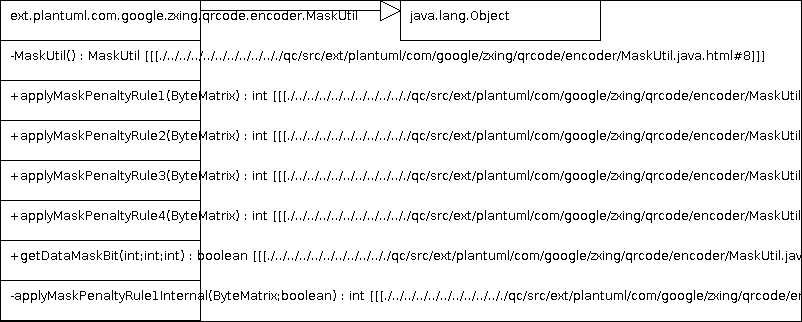 ext.plantuml.com.google.zxing.qrcode.encoder.MaskUtil
java.lang.Object
-MaskUtil() : MaskUtil [[[./../../../../../../../../../../qc/src/ext/plantuml/com/google/zxing/qrcode/encoder/MaskUtil.java.html#8]]]
+applyMaskPenaltyRule1(ByteMatrix) : int [[[./../../../../../../../../../../qc/src/ext/plantuml/com/google/zxing/qrcode/encoder/MaskUtil
+applyMaskPenaltyRule2(ByteMatrix) : int [[[./../../../../../../../../../../qc/src/ext/plantuml/com/google/zxing/qrcode/encoder/MaskUtil
+applyMaskPenaltyRule3(ByteMatrix) : int [[[./../../../../../../../../../../qc/src/ext/plantuml/com/google/zxing/qrcode/encoder/MaskUtil
+applyMaskPenaltyRule4(ByteMatrix) : int [[[./../../../../../../../../../../qc/src/ext/plantuml/com/google/zxing/qrcode/encoder/MaskUtil
+getDataMaskBit(int;int;int) : boolean [[[./../../../../../../../../../../qc/src/ext/plantuml/com/google/zxing/qrcode/encoder/MaskUtil.jav
-applyMaskPenaltyRule1Internal(ByteMatrix;boolean) : int [[[./../../../../../../../../../../qc/src/ext/plantuml/com/google/zxing/qrcode/en